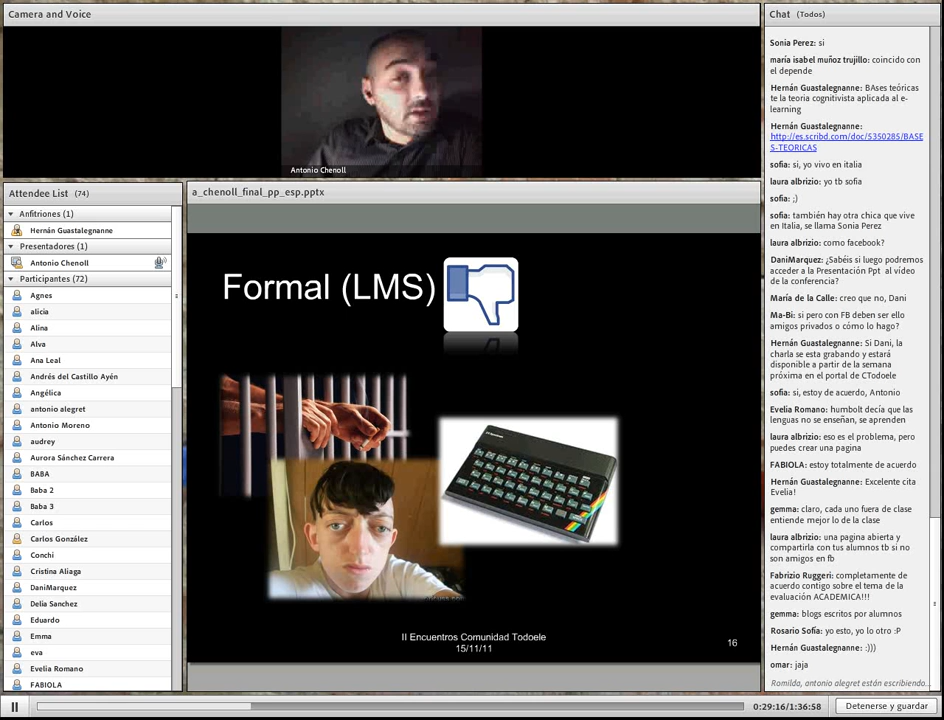 Camera and Voice
Antonio Chenoll
Attendee List (74)
Anfitriones (1)
Hernán Guastalegnanne
Presentadores (1)
Antonio Chenoll
Participantes (72)
Agnes
alicia
Alina
Alva
Ana Leal
Andrés del Castillo Ayén
Angélica
antonio alegret
Antonio Moreno
audrey
Aurora Sánchez Carrera
BABA
Baba 2
Baba 3
Carlos
Carlos González
Conchi
Cristina Aliaga
DaniMarquez
Delia Sanchez
Eduardo
Emma
eva
Evelia Romano
FABIOLA
a_chenoll_final_pp_esp.pptx
Formal (LMS)
II Encuentros Comunidad Todoele
15/11/11
16
Chat (Todos)
Sonia Perez: si
maría isabel muñoz trujillo: coincido con
el depende
Hernán Guastalegnanne: BAses teóricas
te la teoria cognitivista aplicada al e-
learning
Hernán Guastalegnanne:
http://es.scribd.com/doc/5350285/BASE
S-TEORICAS
sofia: si, yo vivo en italia
laura albrizio: yo tb sofia
sofia: ;)
sofia: también hay otra chica que vive
en Italia, se llama Sonia Perez
laura albrizio: como facebook?
DaniMarquez: ¿Sabéis si luego podremos
acceder a la Presentación Ppt al vídeo
de la conferencia?
María de la Calle: creo que no, Dani
Ma-Bi: si pero con FB deben ser ello
amigos privados o cómo lo hago?
Hernán Guastalegnanne: Si Dani, la
charla se esta grabando y estará
disponible a partir de la semana
próxima en el portal de CTodoele
sofia: si, estoy de acuerdo, Antonio
Evelia Romano: humbolt decía que las
lenguas no se enseñan, se aprenden
laura albrizio: eso es el problema, pero
puedes crear una pagina
FABIOLA: estoy totalmente de acuerdo
Hernán Guastalegnanne: Excelente cita
Evelia!
gemma: claro, cada uno fuera de clase
entiende mejor lo de la clase
laura albrizio: una pagina abierta y
compartirla con tus alumnos tb si no
son amigos en fb
Fabrizio Ruggeri: completamente de
acuerdo contigo sobre el tema de la
evaluación ACADEMICA!!!
gemma: blogs escritos por alumnos
Rosario Sofía: yo esto, yo lo otro :P
Hernán Guastalegnanne: :)))
omar: jaja
Romilda, antonio alegret están escribiendo...
0:29:16/1:36:58
Detenerse y guardar